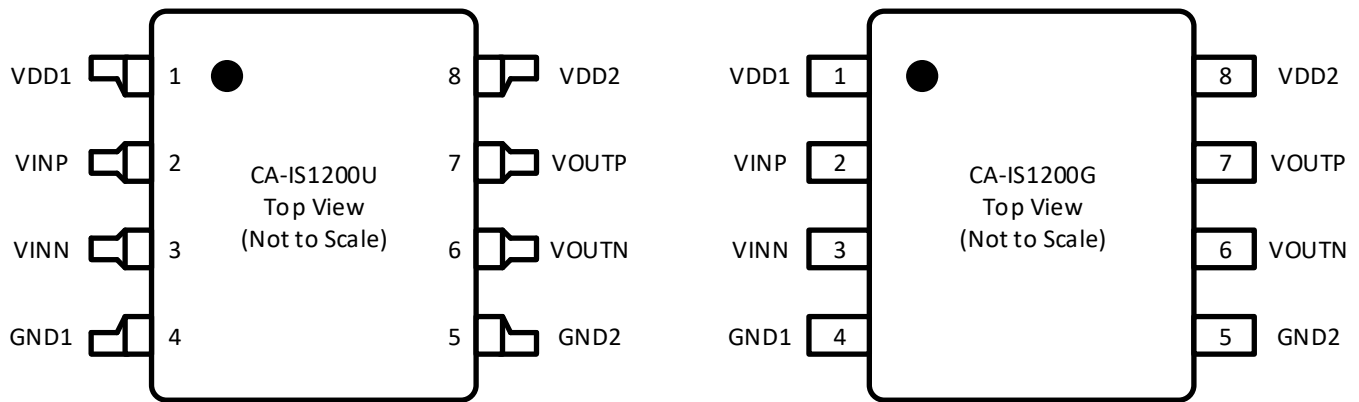 VDD1 1 8 VDD2
VINP 2 7 VOUTP
CA-IS1200U
Top View
(Not to Scale)
VINN 3 6 VOUTN
GND1 4 5 GND2
VDD1 1 8 VDD2
VINP 2 7 VOUTP
CA-IS1200G
Top View
(Not to Scale)
VINN 3 6 VOUTN
GND1 4 5 GND2